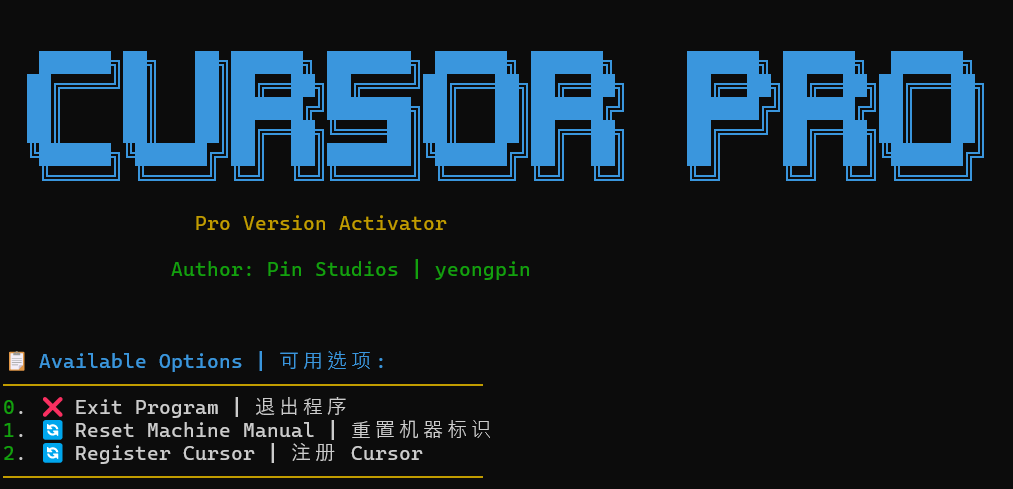 CURSOR PRO
Pro Version Activator
Author: Pin Studios | yeongpin
📋 Available Options | 可用选项:
0. ❌ Exit Program | 退出程序
1. 🔄 Reset Machine Manual | 重置机器标识
2. 🔄 Register Cursor | 注册 Cursor